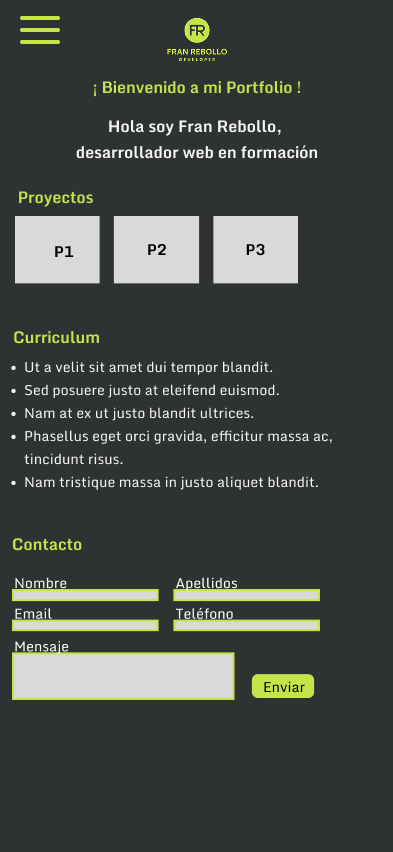 FR
FRAN REBOLLO
DEVELOPER
¡ Bienvenido a mi Portfolio !
Hola soy Fran Rebollo,
desarrollador web en formación
Proyectos
P1 P2 P3
Curriculum
• Ut a velit sit amet dui tempor blandit.
• Sed posuere justo at eleifend euismod.
• Nam at ex ut justo blandit ultrices.
• Phasellus eget orci gravida, efficitur massa ac,
tincidunt risus.
• Nam tristique massa in justo aliquet blandit.
Contacto
Nombre Apellidos
Email Teléfono
Mensaje
Enviar